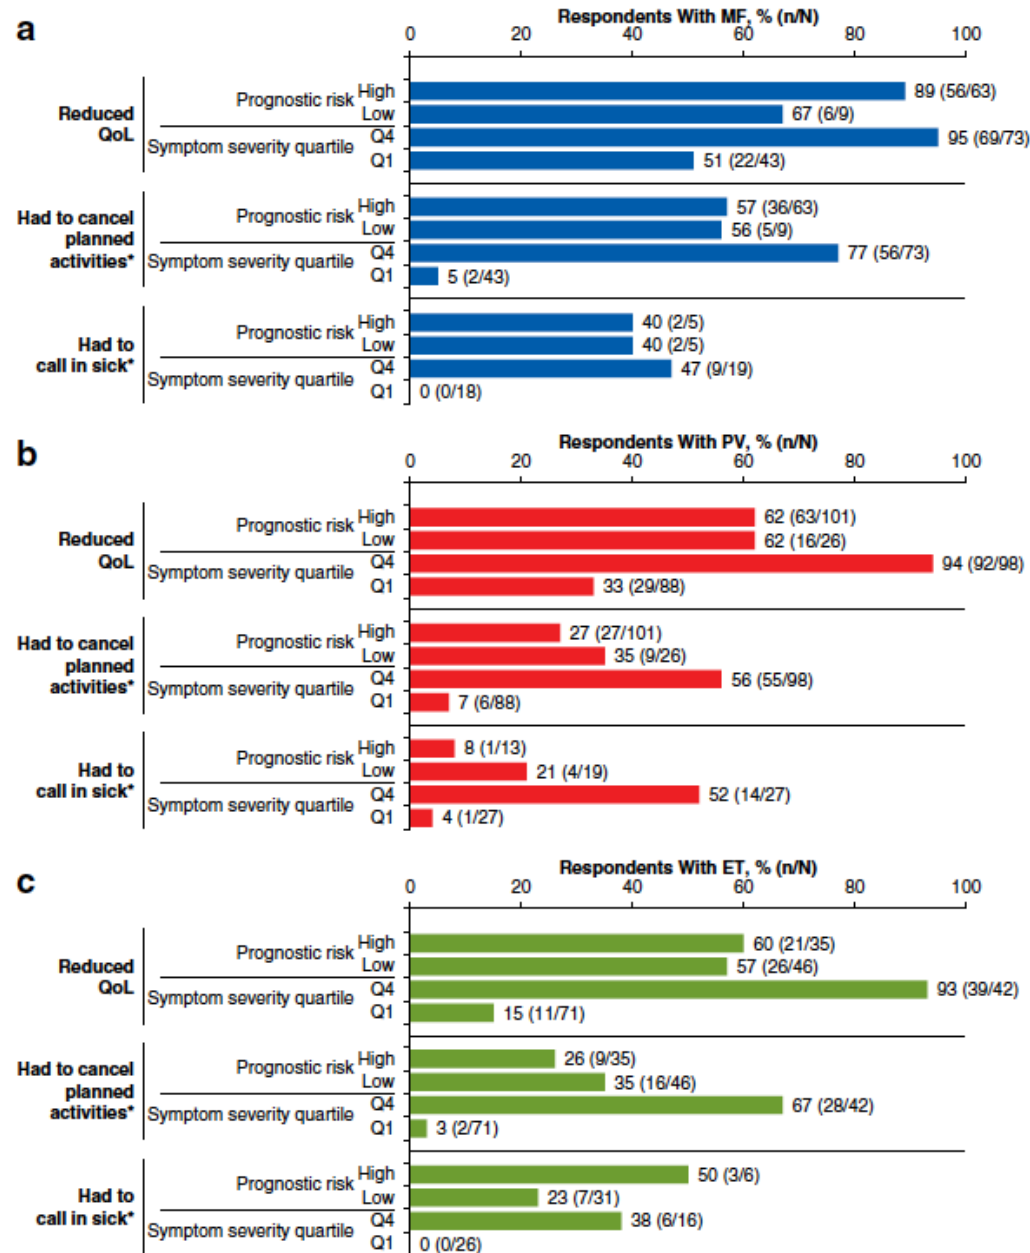 a
Respondents With MF, % (n/N)
0 20 40 60 80 100
Reduced
QoL
Prognostic risk
High 89 (56/63)
Low 67 (6/9)
Symptom severity quartile
Q4 95 (69/73)
Q1 51 (22/43)
Had to cancel
planned
activities*
Prognostic risk
High 57 (36/63)
Low 56 (5/9)
Symptom severity quartile
Q4 77 (56/73)
Q1 5 (2/43)
Had to
call in sick*
Prognostic risk
High 40 (2/5)
Low 40 (2/5)
Symptom severity quartile
Q4 47 (9/19)
Q1 0 (0/18)
b
Respondents With PV, % (n/N)
0 20 40 60 80 100
Reduced
QoL
Prognostic risk
High 62 (63/101)
Low 62 (16/26)
Symptom severity quartile
Q4 94 (92/98)
Q1 33 (29/88)
Had to cancel
planned
activities*
Prognostic risk
High 27 (27/101)
Low 35 (9/26)
Symptom severity quartile
Q4 56 (55/98)
Q1 7 (6/88)
Had to
call in sick*
Prognostic risk
High 8 (1/13)
Low 21 (4/19)
Symptom severity quartile
Q4 52 (14/27)
Q1 4 (1/27)
c
Respondents With ET, % (n/N)
0 20 40 60 80 100
Reduced
QoL
Prognostic risk
High 60 (21/35)
Low 57 (26/46)
Symptom severity quartile
Q4 93 (39/42)
Q1 15 (11/71)
Had to cancel
planned
activities*
Prognostic risk
High 26 (9/35)
Low 35 (16/46)
Symptom severity quartile
Q4 67 (28/42)
Q1 3 (2/71)
Had to
call in sick*
Prognostic risk
High 50 (3/6)
Low 23 (7/31)
Symptom severity quartile
Q4 38 (6/16)
Q1 0 (0/26)